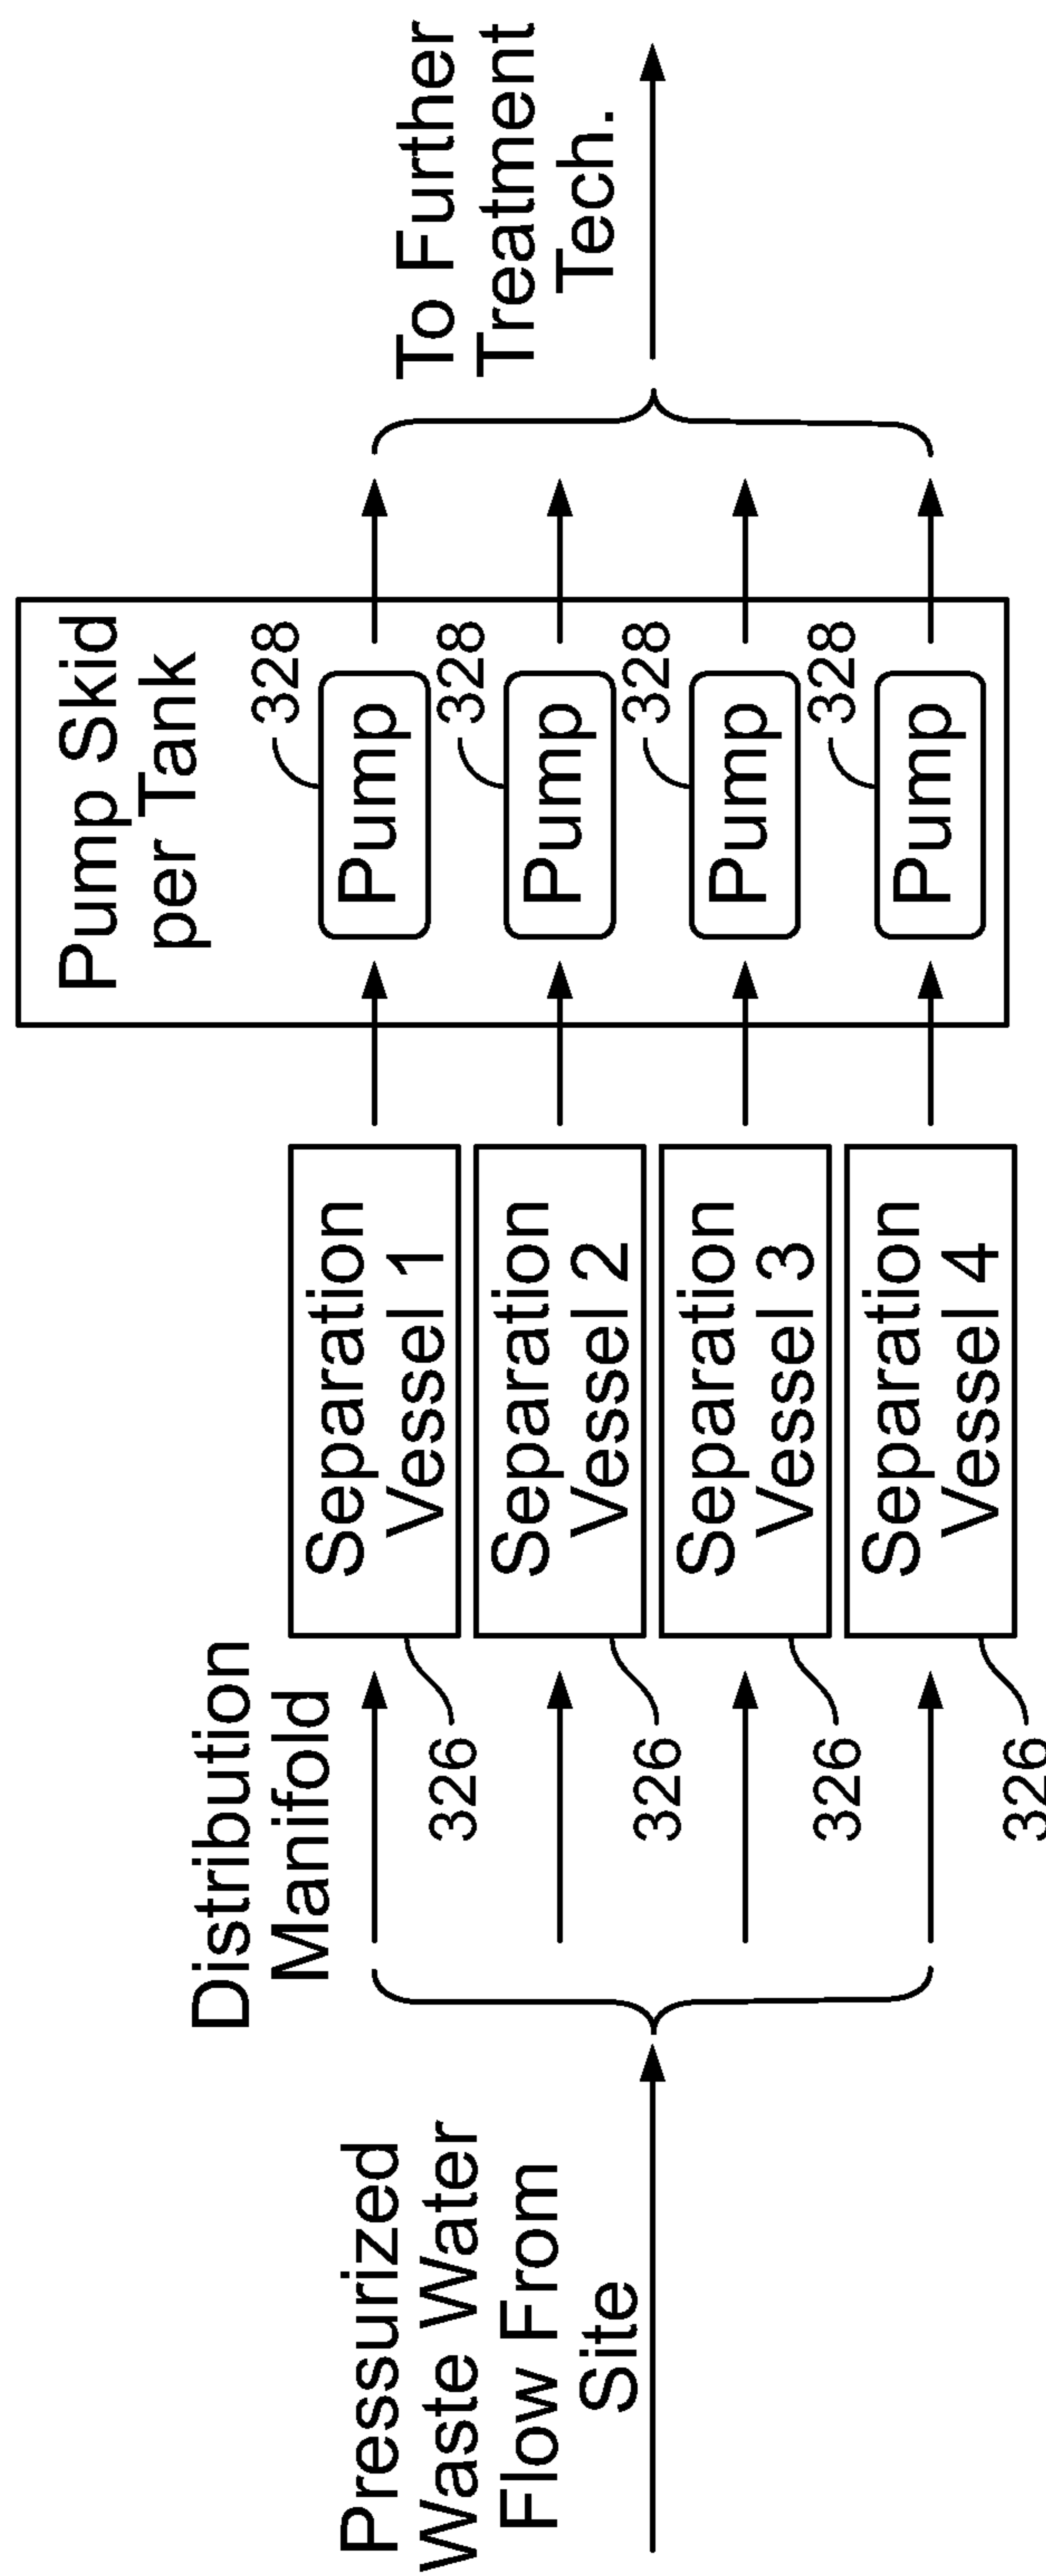 Pressurized
Waste Water
Flow From
Site
Distribution
Manifold
326
326
326
326
Separation
Vessel 1
Separation
Vessel 2
Separation
Vessel 3
Separation
Vessel 4
Pump Skid
per Tank
328
Pump
328
Pump
328
Pump
328
Pump
To Further
Treatment
Tech.